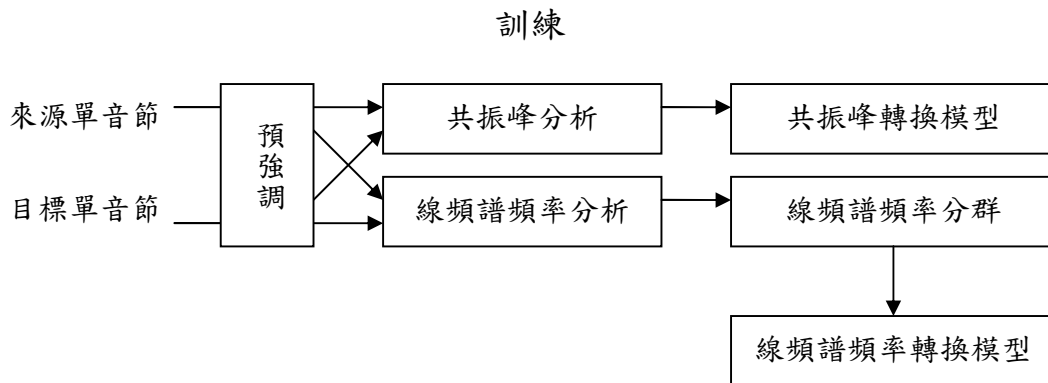 訓練
來源單音節
目標單音節
預強調
共振峰分析
共振峰轉換模型
線頻譜頻率分析
線頻譜頻率分群
線頻譜頻率轉換模型